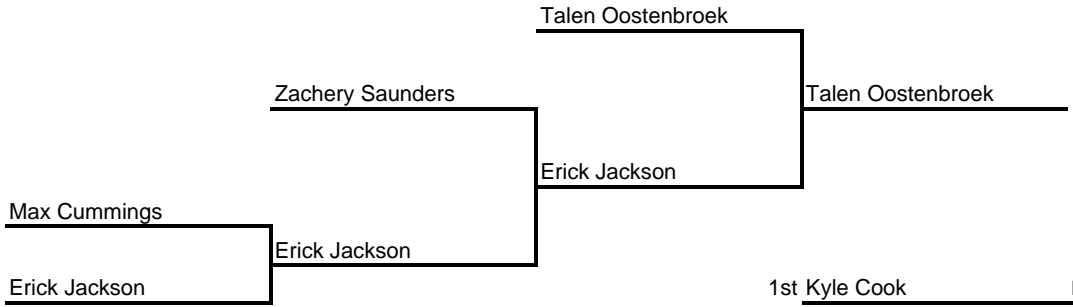 Talen Oostenbroek
Zachery Saunders
Talen Oostenbroek
Erick Jackson
Max Cummings
Erick Jackson
Erick Jackson
1st Kyle Cook